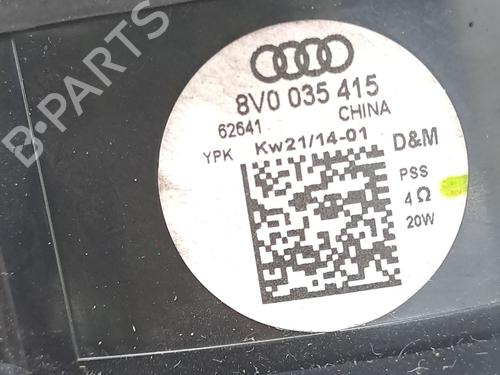 B-PARTS
8V0 035 415
62641 CHINA
YPK Kw21/14-01 D&M
PSS
4Ω
20W